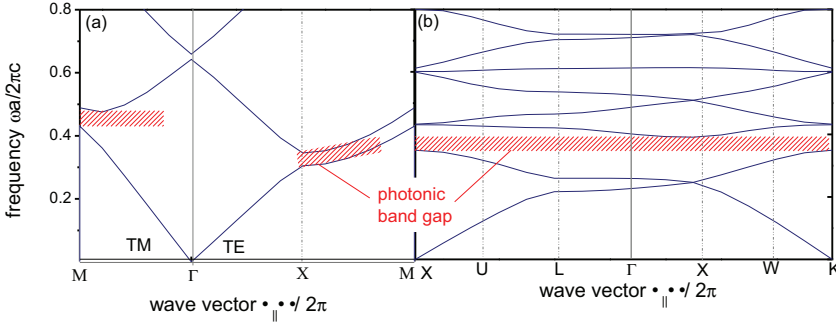 (a)
(b)
0.8
0.6
0.4
0.2
frequency ωa/2πc
photonic
band gap
TM
TE
M
Γ
X
M
X
U
L
Γ
X
W
K
wave vector •ǁ••/ 2π
wave vector •ǁ••/ 2π